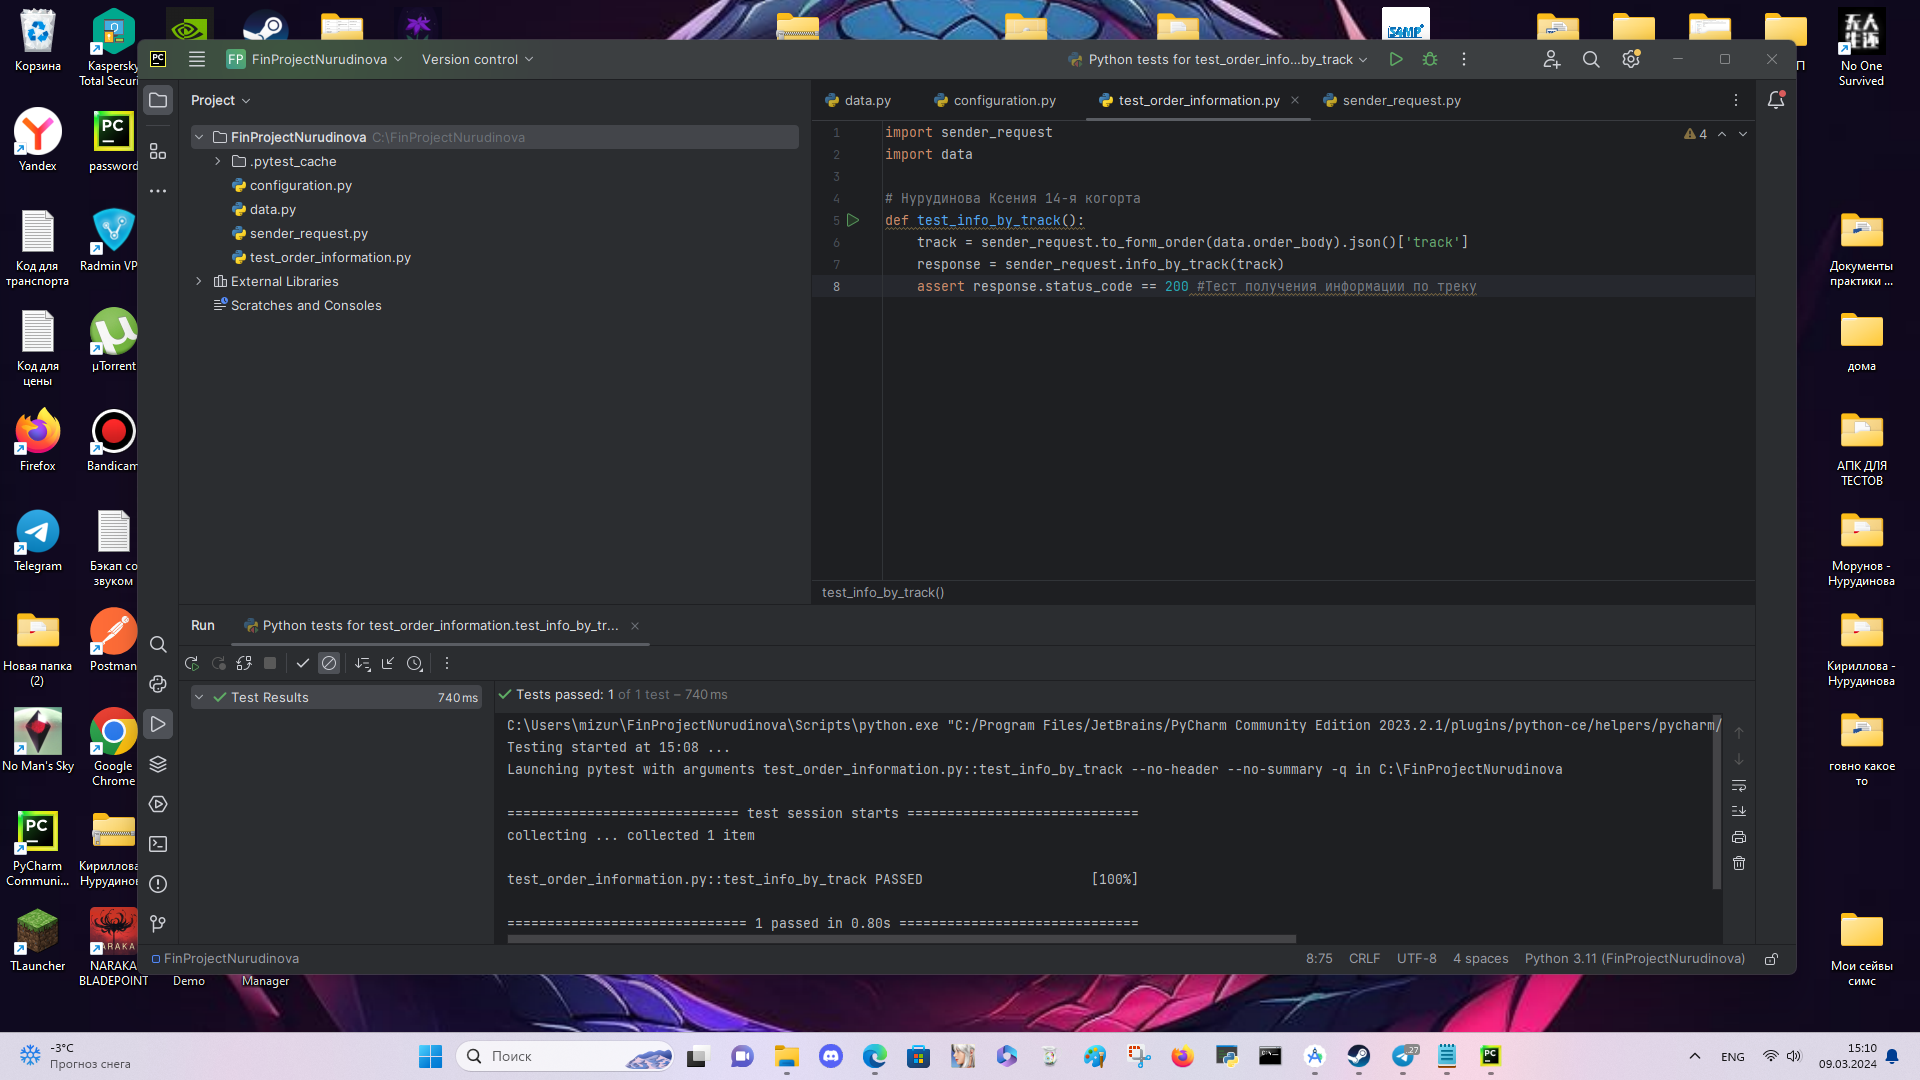 Корзина
Kaspersky
Total Securi
No One
Survived
Yandex
password
Код для
транспорта
Radmin VP
Документы
практики ...
Код для
цены
µTorrent
дома
Firefox
Bandicam
АПК ДЛЯ
ТЕСТОВ
Telegram
Бэкап со
звуком
Морунов -
Нурудинова
Новая папка
(2)
Postman
Кириллова -
Нурудинова
No Man's Sky
Google
Chrome
говно какое
то
PyCharm
Communi...
Кириллова
Нурудинов
TLauncher
NARAKA
BLADEPOINT
Demo
Manager
Мои сейвы
симс
SAMP
П
PC
FP
FinProjectNurudinova
Version control
Python tests for test_order_info...by_track
Project
FinProjectNurudinova C:\FinProjectNurudinova
.pytest_cache
configuration.py
data.py
sender_request.py
test_order_information.py
External Libraries
Scratches and Consoles
data.py
configuration.py
test_order_information.py
sender_request.py
4
1 import sender_request
2 import data
3
4 # Нурудинова Ксения 14-я когорта
5 def test_info_by_track():
6 track = sender_request.to_form_order(data.order_body).json()['track']
7 response = sender_request.info_by_track(track)
8 assert response.status_code == 200 #Тест получения информации по треку
test_info_by_track()
Run
Python tests for test_order_information.test_info_by_tr...
Test Results 740 ms
Tests passed: 1 of 1 test – 740 ms
C:\Users\mizur\FinProjectNurudinova\Scripts\python.exe "C:/Program Files/JetBrains/PyCharm Community Edition 2023.2.1/plugins/python-ce/helpers/pycharm/
Testing started at 15:08 ...
Launching pytest with arguments test_order_information.py::test_info_by_track --no-header --no-summary -q in C:\FinProjectNurudinova
============================= test session starts =============================
collecting ... collected 1 item
test_order_information.py::test_info_by_track PASSED [100%]
============================== 1 passed in 0.80s ==============================
FinProjectNurudinova
8:75
CRLF
UTF-8
4 spaces
Python 3.11 (FinProjectNurudinova)
-3°C
Прогноз снега
Поиск
27
ENG
15:10
09.03.2024